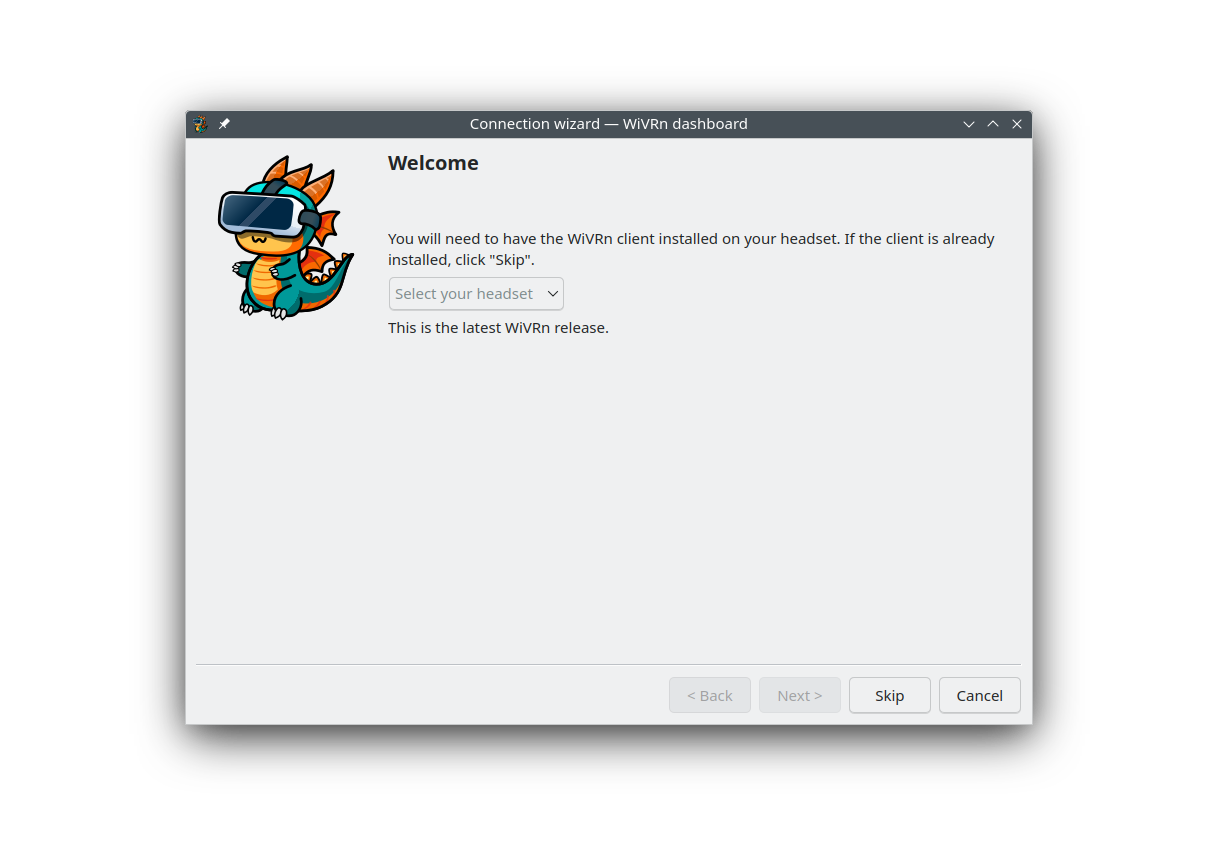 Connection wizard — WiVRn dashboard
Welcome
You will need to have the WiVRn client installed on your headset. If the client is already
installed, click "Skip".
Select your headset
This is the latest WiVRn release.
< Back
Next >
Skip
Cancel